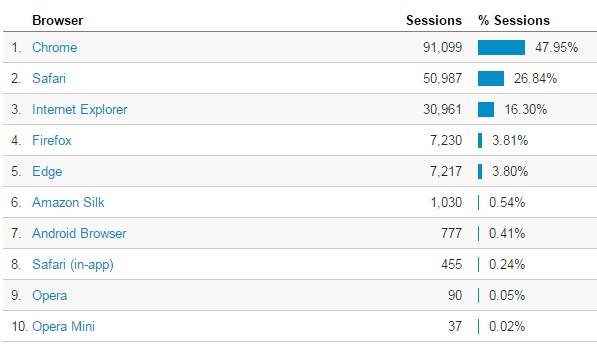 Browser Sessions % Sessions
1. Chrome 91,099 47.95%
2. Safari 50,987 26.84%
3. Internet Explorer 30,961 16.30%
4. Firefox 7,230 3.81%
5. Edge 7,217 3.80%
6. Amazon Silk 1,030 0.54%
7. Android Browser 777 0.41%
8. Safari (in-app) 455 0.24%
9. Opera 90 0.05%
10. Opera Mini 37 0.02%